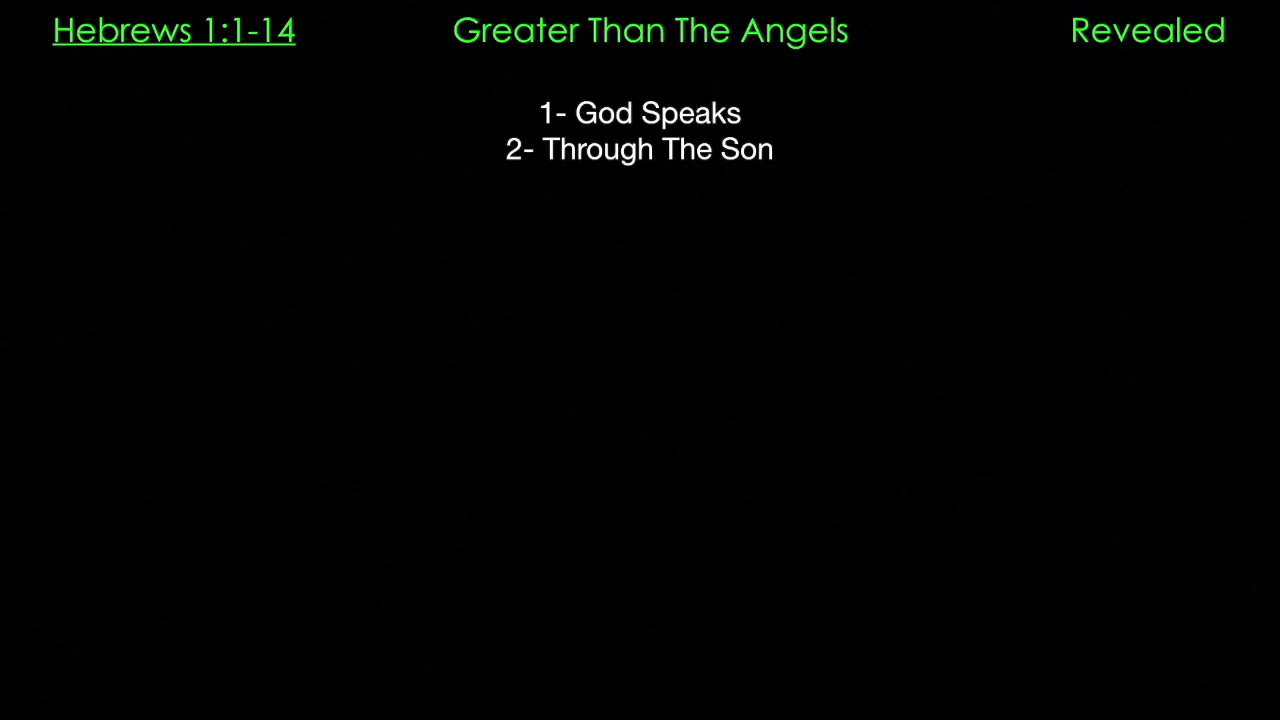 Hebrews 1:1-14 Greater Than The Angels Revealed
1- God Speaks
2- Through The Son